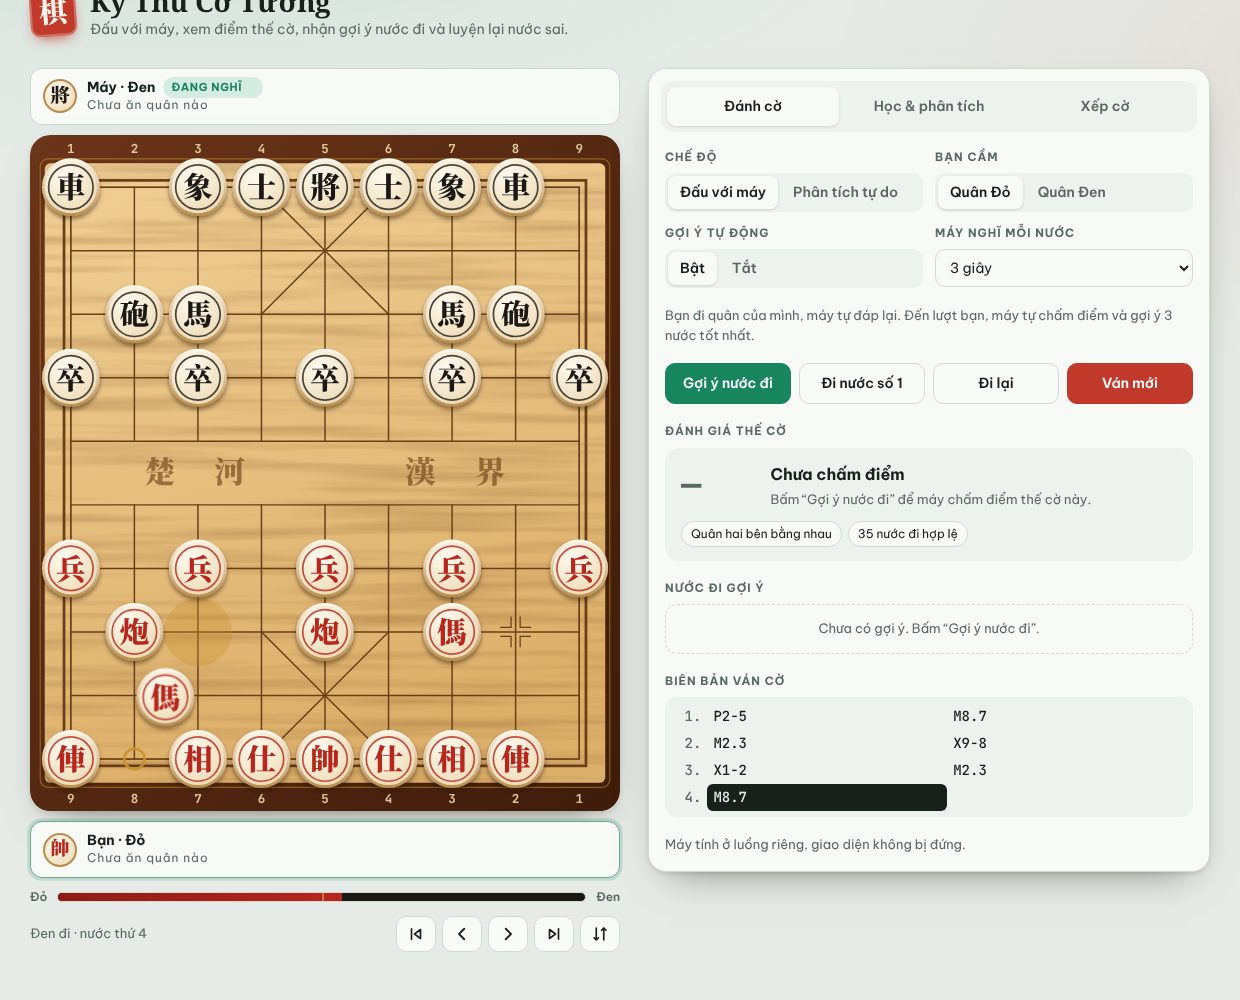 棋 Kỳ Thủ Cờ Tướng
Đấu với máy, xem điểm thế cờ, nhận gợi ý nước đi và luyện lại nước sai.
將 Máy · Đen ĐANG NGHĨ
Chưa ăn quân nào
1 2 3 4 5 6 7 8 9
車 象 士 將 士 象 車
砲 馬 馬 砲
卒 卒 卒 卒 卒
楚 河 漢 界
兵 兵 兵 兵 兵
炮 炮 傌
傌
俥 相 仕 帥 仕 相 俥
9 8 7 6 5 4 3 2 1
帥 Bạn · Đỏ
Chưa ăn quân nào
Đỏ Đen
Đen đi · nước thứ 4
Đánh cờ Học & phân tích Xếp cờ
CHẾ ĐỘ BẠN CẦM
Đấu với máy Phân tích tự do Quân Đỏ Quân Đen
GỢI Ý TỰ ĐỘNG MÁY NGHĨ MỖI NƯỚC
Bật Tắt 3 giây
Bạn đi quân của mình, máy tự đáp lại. Đến lượt bạn, máy tự chấm điểm và gợi ý 3
nước tốt nhất.
Gợi ý nước đi Đi nước số 1 Đi lại Ván mới
ĐÁNH GIÁ THẾ CỜ
— Chưa chấm điểm
Bấm “Gợi ý nước đi” để máy chấm điểm thế cờ này.
Quân hai bên bằng nhau 35 nước đi hợp lệ
NƯỚC ĐI GỢI Ý
Chưa có gợi ý. Bấm “Gợi ý nước đi”.
BIÊN BẢN VÁN CỜ
1. P2-5 M8.7
2. M2.3 X9-8
3. X1-2 M2.3
4. M8.7
Máy tính ở luồng riêng, giao diện không bị đứng.